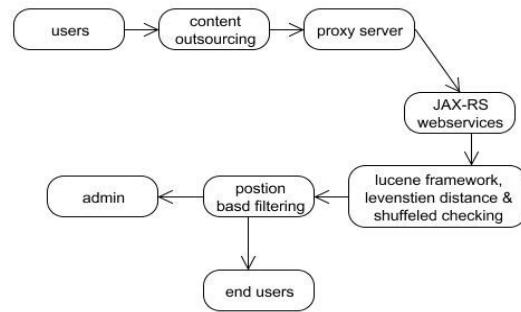 users
content
outsourcing
proxy server
JAX-RS
webservices
lucene framework,
levenstien distance &
shuffeled checking
postion
basd filtering
admin
end users